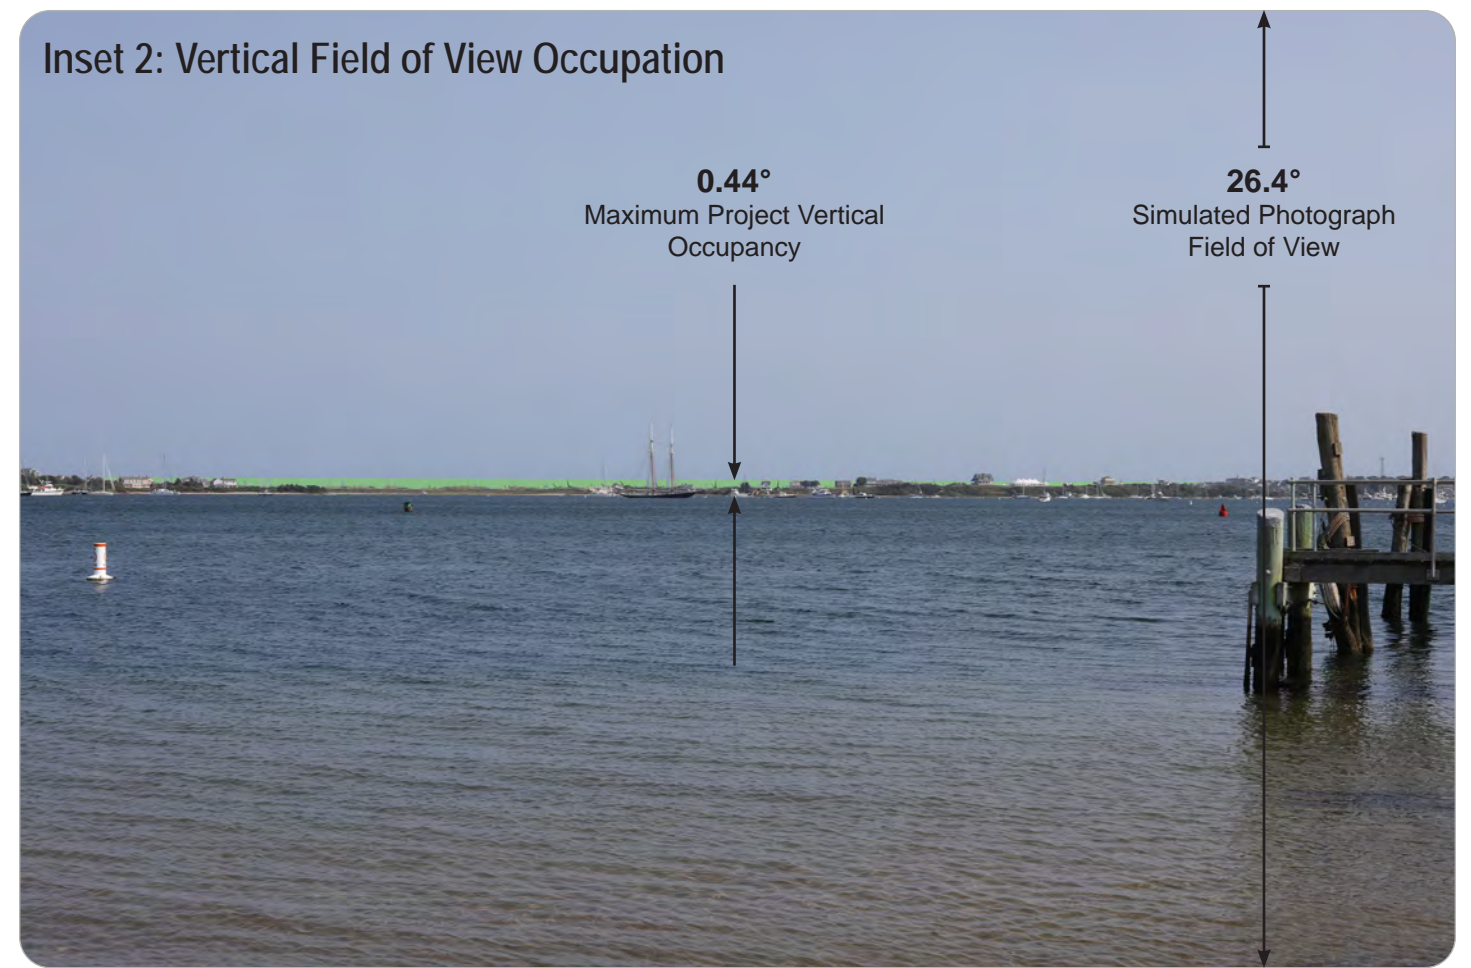 Inset 2: Vertical Field of View Occupation
0.44°
Maximum Project Vertical
Occupancy
26.4°
Simulated Photograph
Field of View